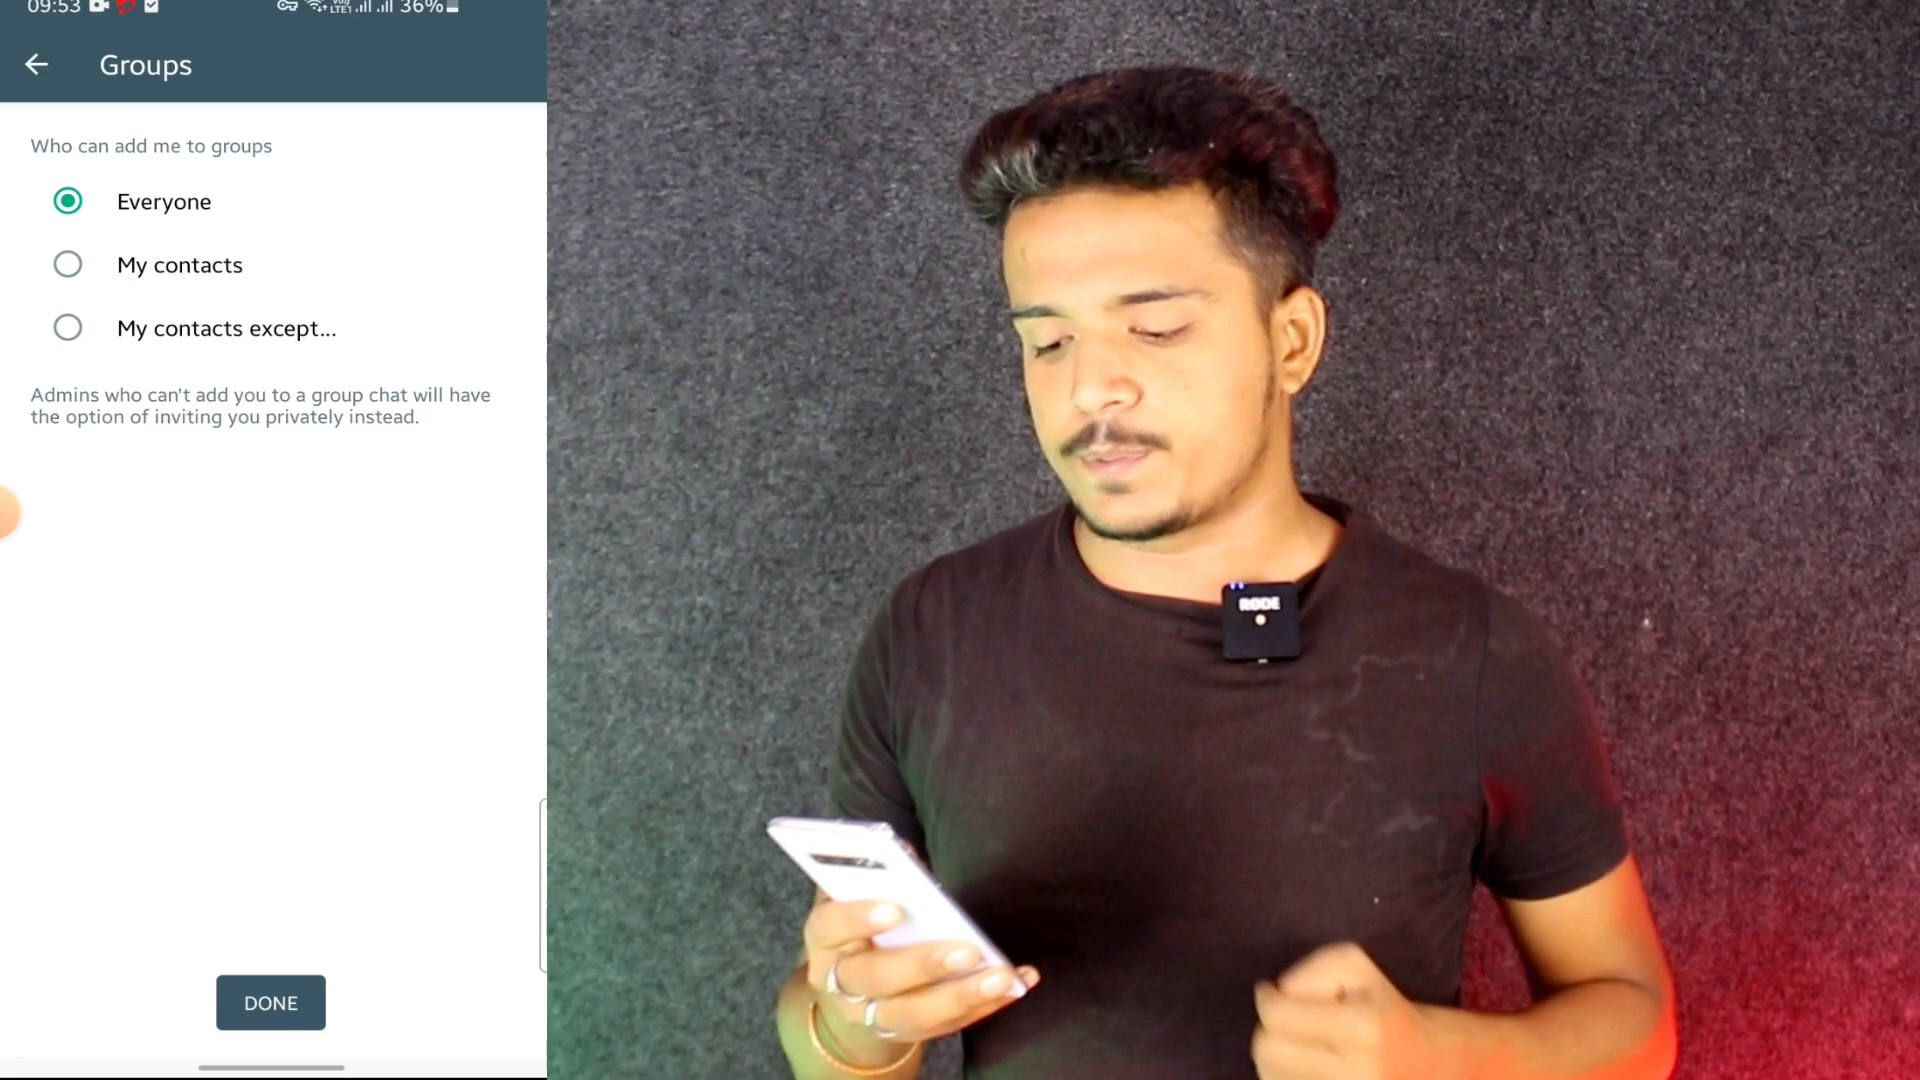 09:53 36%
Groups
Who can add me to groups
Everyone
My contacts
My contacts except...
Admins who can't add you to a group chat will have
the option of inviting you privately instead.
DONE
RODE